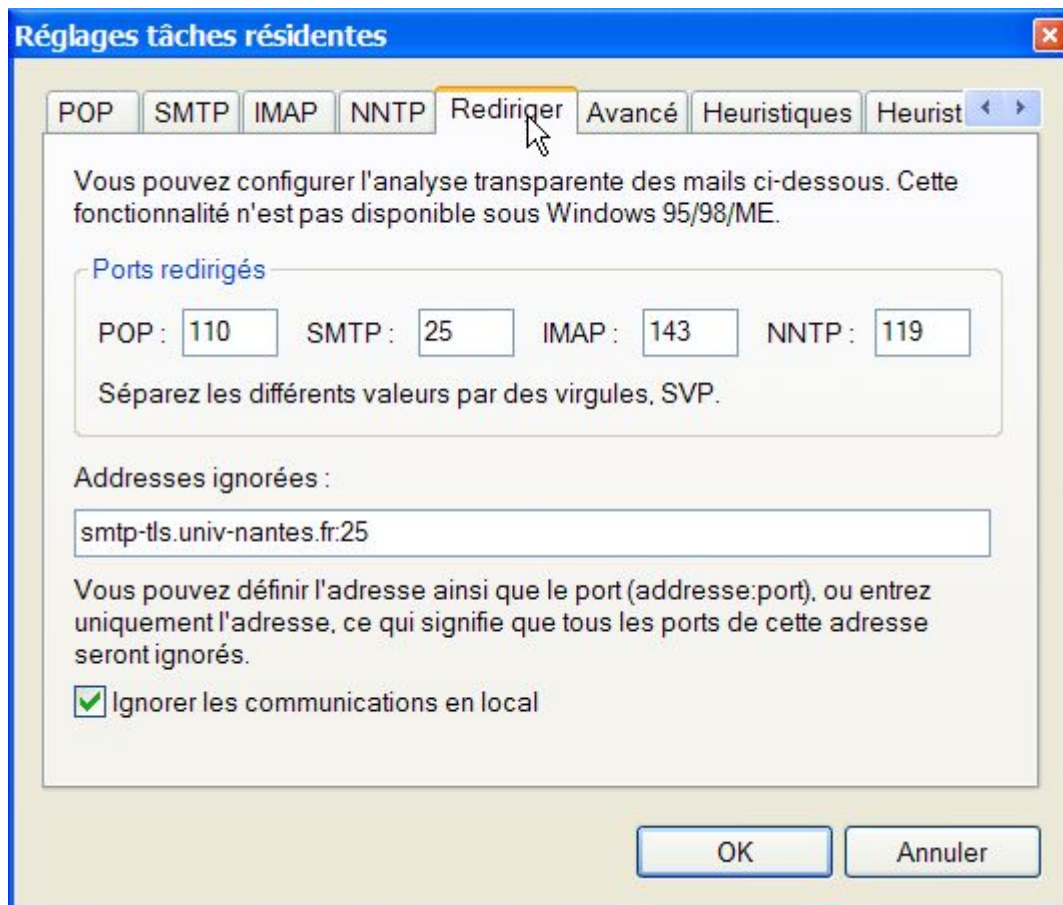 Réglages tâches résidentes
POP SMTP IMAP NNTP Rediriger Avancé Heuristiques Heurist
Vous pouvez configurer l'analyse transparente des mails ci-dessous. Cette
fonctionnalité n'est pas disponible sous Windows 95/98/ME.
Ports redirigés
POP : 110 SMTP : 25 IMAP : 143 NNTP : 119
Séparez les différents valeurs par des virgules, SVP.
Addresses ignorées :
smtp-tls.univ-nantes.fr:25
Vous pouvez définir l'adresse ainsi que le port (addresse:port), ou entrez
uniquement l'adresse, ce qui signifie que tous les ports de cette adresse
seront ignorés.
Ignorer les communications en local
OK Annuler